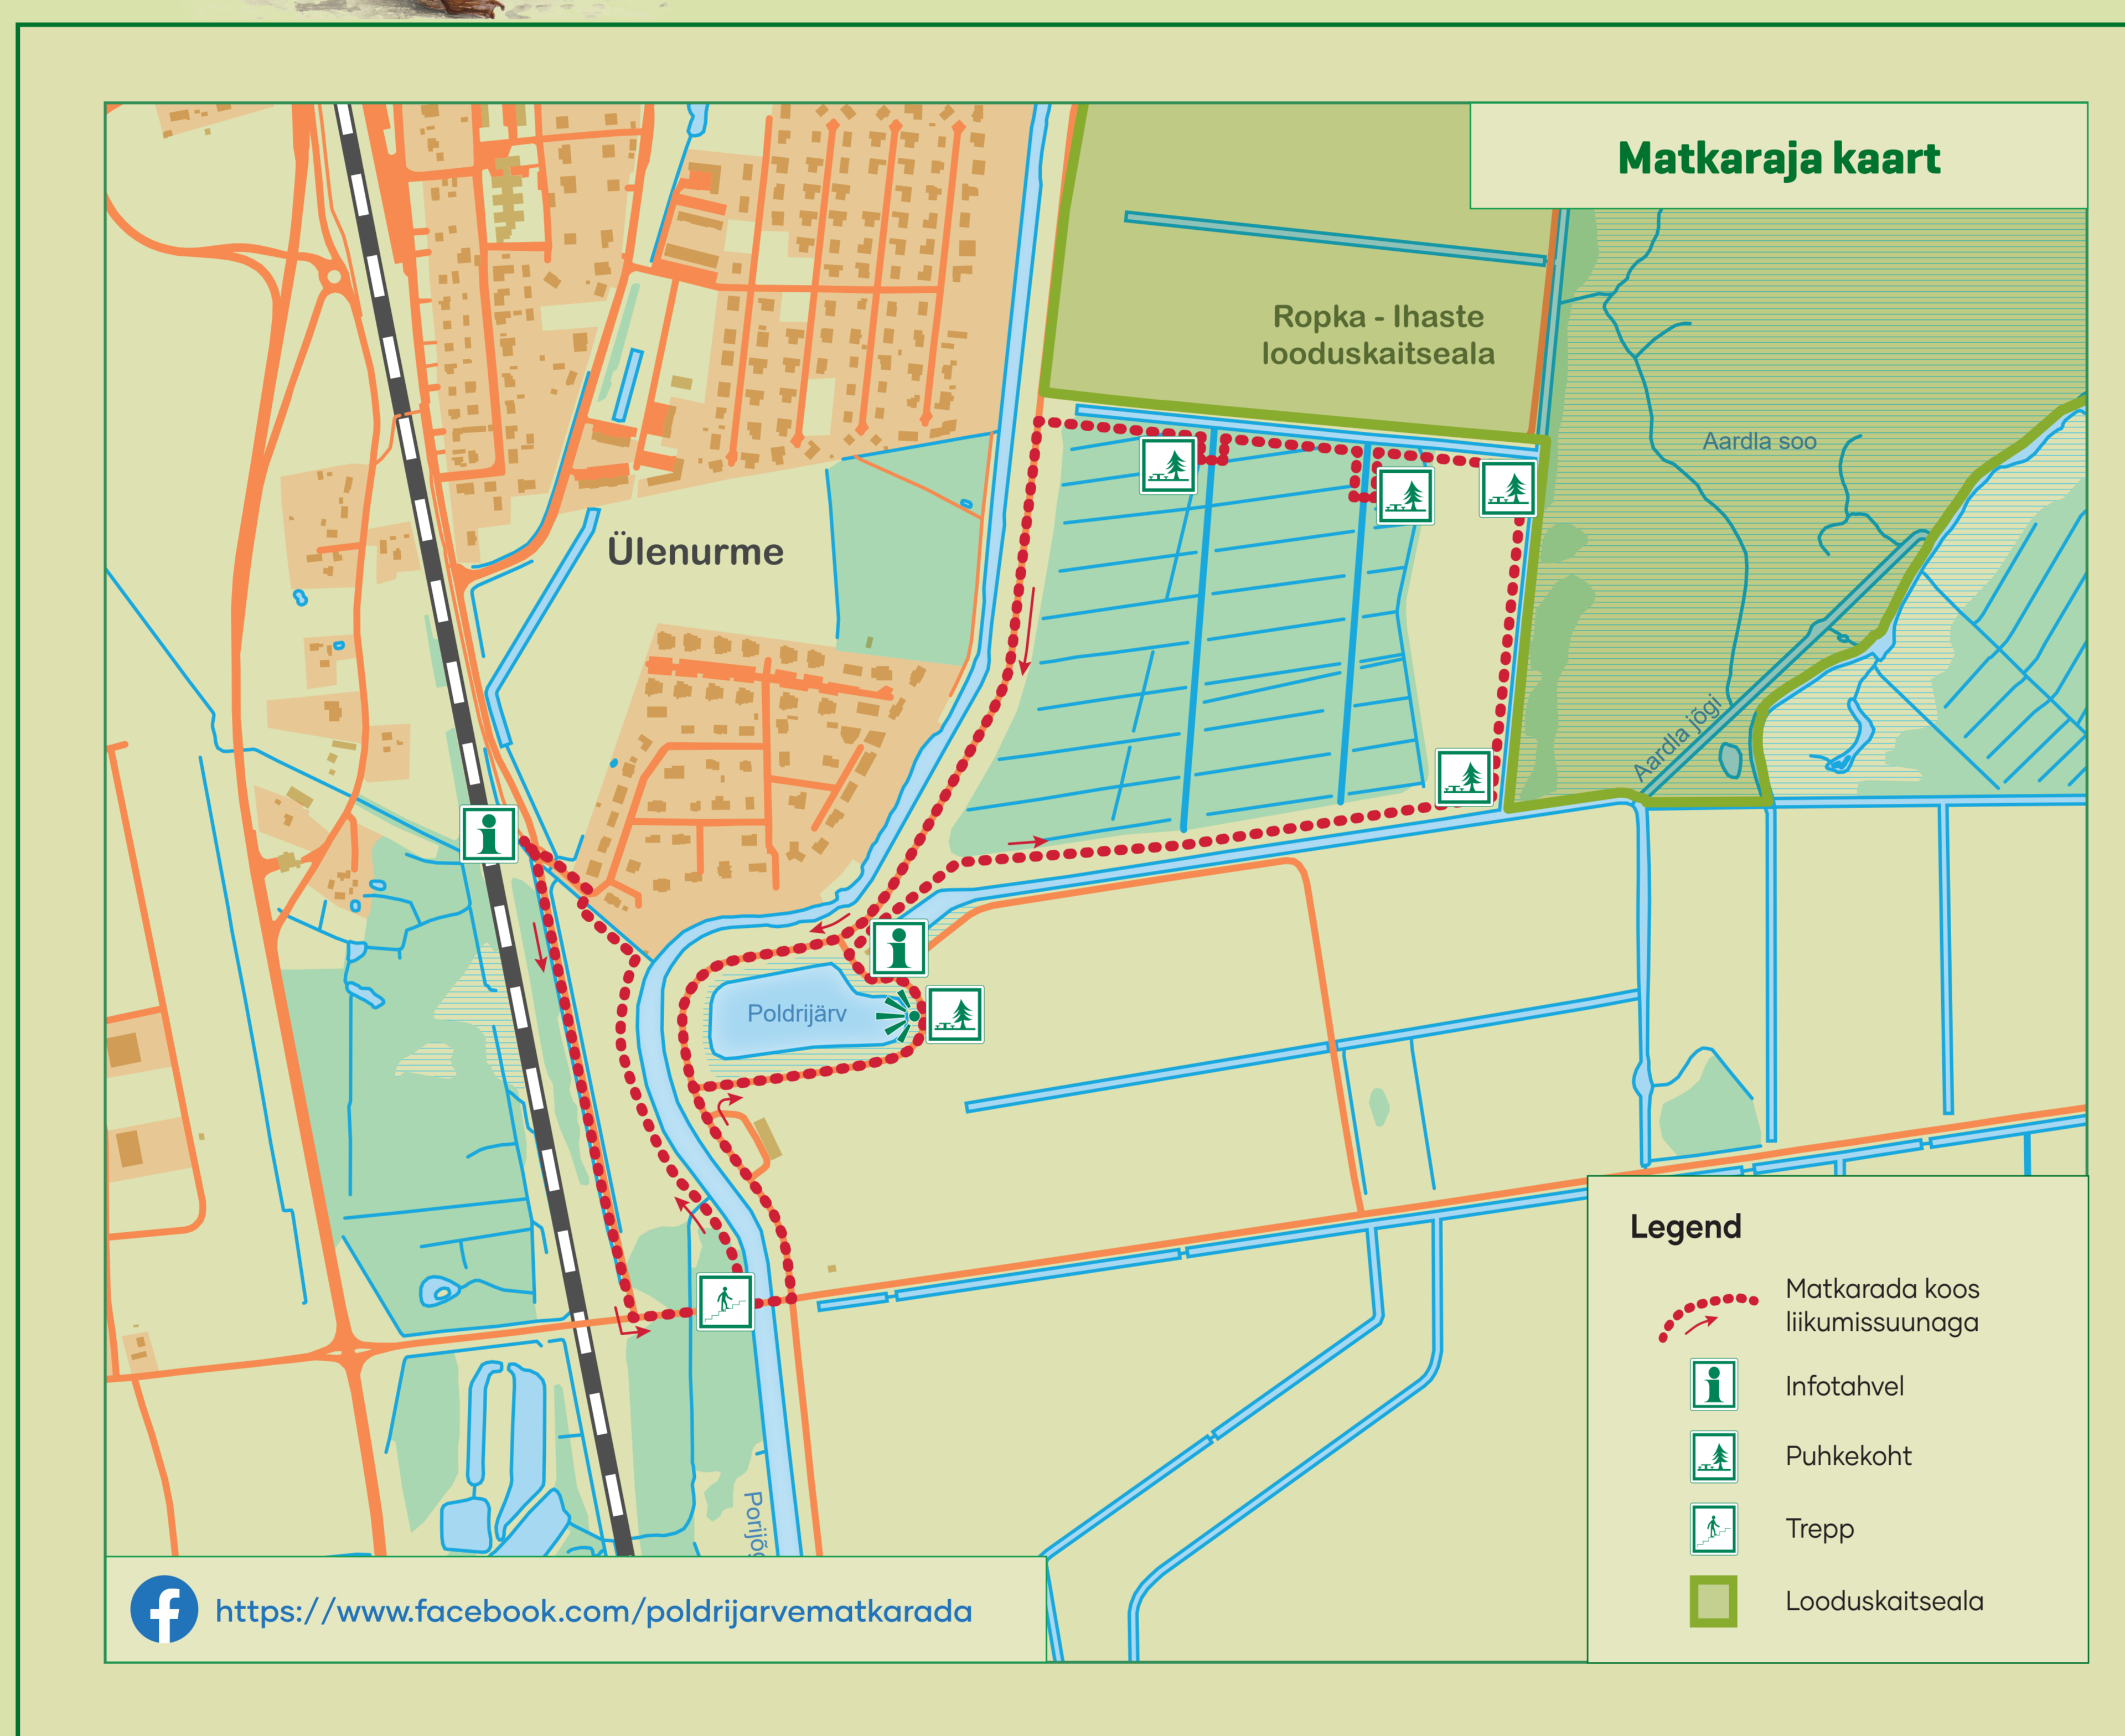 Matkaraja kaart
Ropka - Ihaste
looduskaitseala
Aardla soo
Ülenurme
Aardla jõgi
Poldrijärv
Legend
Matkarada koos
liikumissuunaga
Infotahvel
Puhkekoht
Trepp
Looduskaitseala
https://www.facebook.com/poldrijarvematkarada